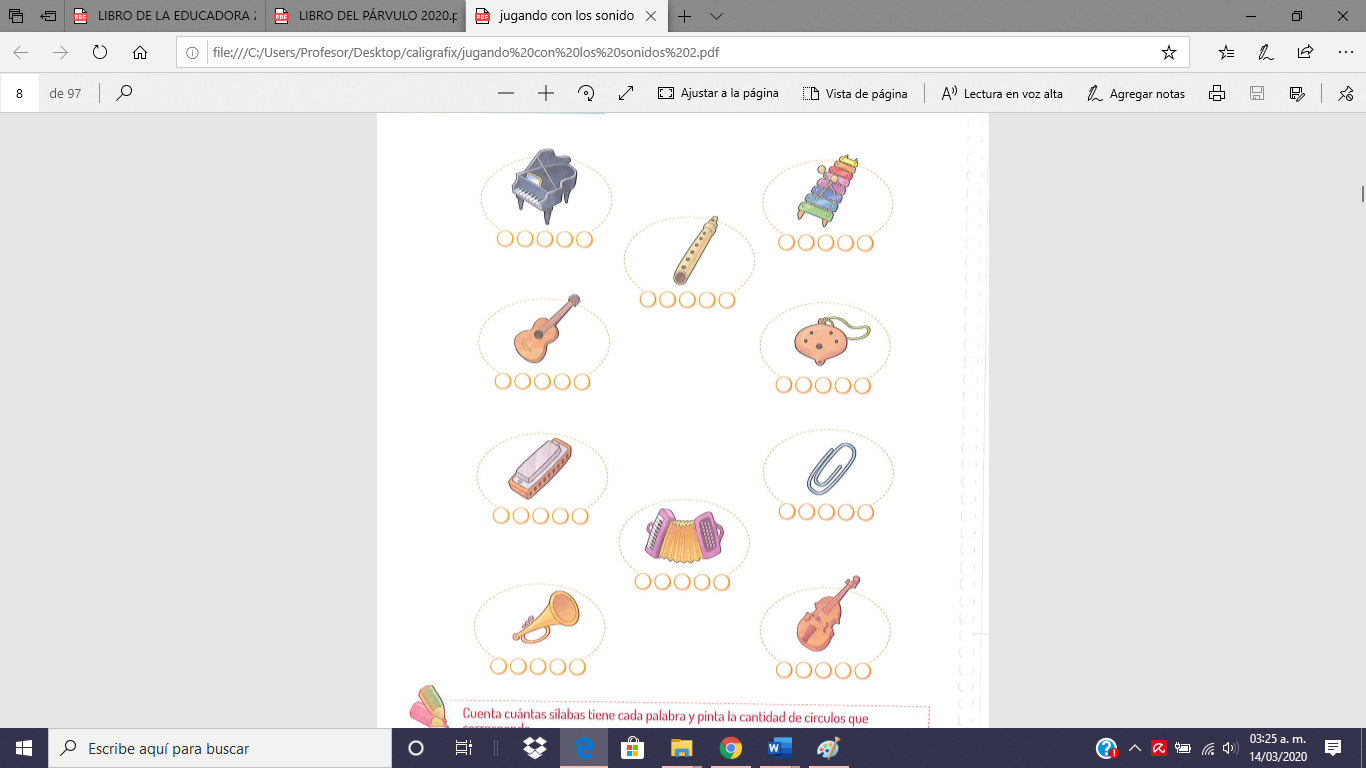 LIBRO DE LA EDUCADORA 2
LIBRO DEL PÁRVULO 2020.p
jugando con los sonido
file:///C:/Users/Profesor/Desktop/caligrafix/jugando%20con%20los%20sonidos%202.pdf
8 de 97
Ajustar a la página
Vista de página
Lectura en voz alta
Agregar notas
Cuenta cuántas sílabas tiene cada palabra y pinta la cantidad de círculos que
Escribe aquí para buscar
03:25 a. m.
14/03/2020